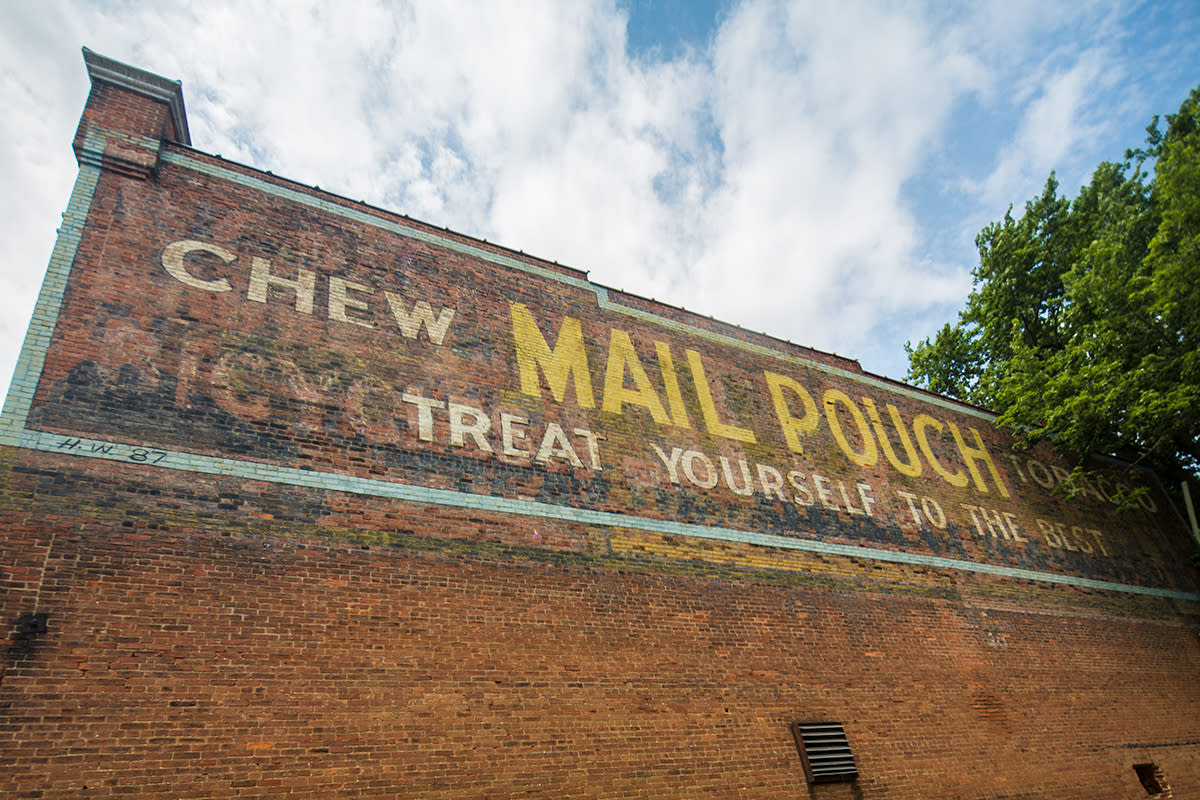 CHEW MAIL POUCH TOBACCO
TREAT YOURSELF TO THE BEST
H-W 87